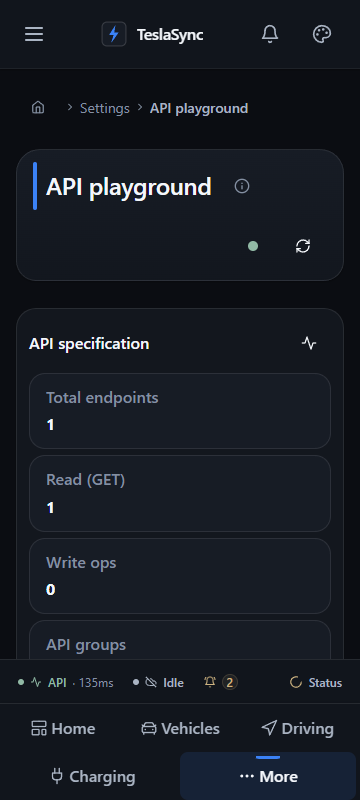 TeslaSync
Settings API playground
API playground
API specification
Total endpoints
1
Read (GET)
1
Write ops
0
API groups
API · 135ms Idle 2 Status
Home Vehicles Driving
Charging More